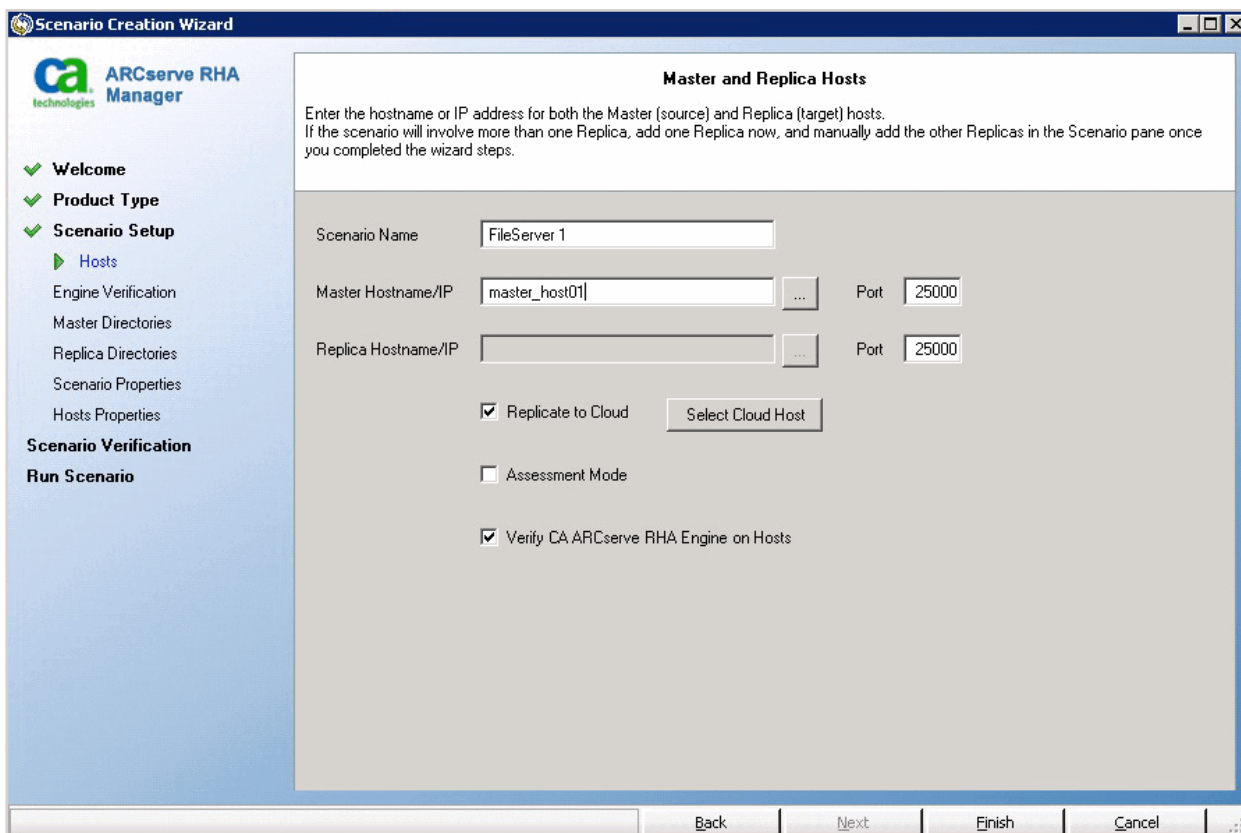 Scenario Creation Wizard
ca
technologies
ARCserve RHA
Manager
Welcome
Product Type
Scenario Setup
Hosts
Engine Verification
Master Directories
Replica Directories
Scenario Properties
Hosts Properties
Scenario Verification
Run Scenario
Master and Replica Hosts
Enter the hostname or IP address for both the Master (source) and Replica (target) hosts.
If the scenario will involve more than one Replica, add one Replica now, and manually add the other Replicas in the Scenario pane once
you completed the wizard steps.
Scenario Name FileServer 1
Master Hostname/IP master_host01 ... Port 25000
Replica Hostname/IP ... Port 25000
Replicate to Cloud Select Cloud Host
Assessment Mode
Verify CA ARCserve RHA Engine on Hosts
Back Next Finish Cancel